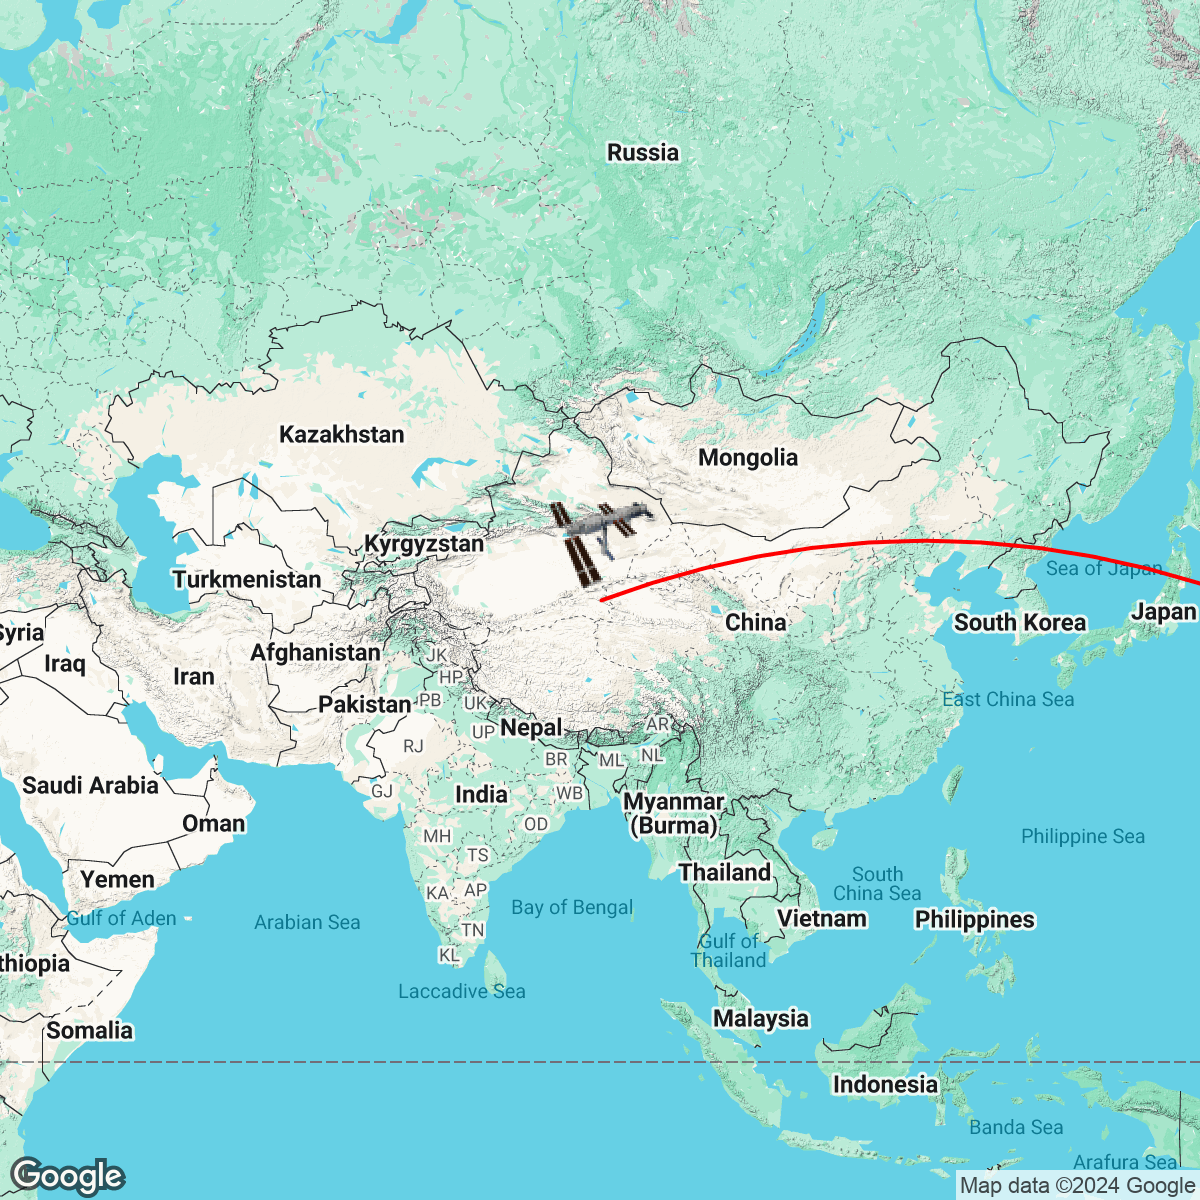 Russia
Kazakhstan
Mongolia
Kyrgyzstan
Sea of Japan
Turkmenistan
Japan
China
South Korea
Syria
Afghanistan
JK
Iraq
Iran
HP
Pakistan
PB
UK
East China Sea
Nepal
UP
AR
RJ
BR
ML
NL
Saudi Arabia
GJ
India
WB
Myanmar
(Burma)
Oman
OD
MH
Philippine Sea
TS
Thailand
South
China Sea
Yemen
KA
AP
Gulf of Aden
Arabian Sea
Bay of Bengal
Vietnam
Philippines
TN
Gulf of
Thailand
KL
thiopia
Laccadive Sea
Malaysia
Somalia
Indonesia
Banda Sea
Arafura Sea
Google
Map data ©2024 Google